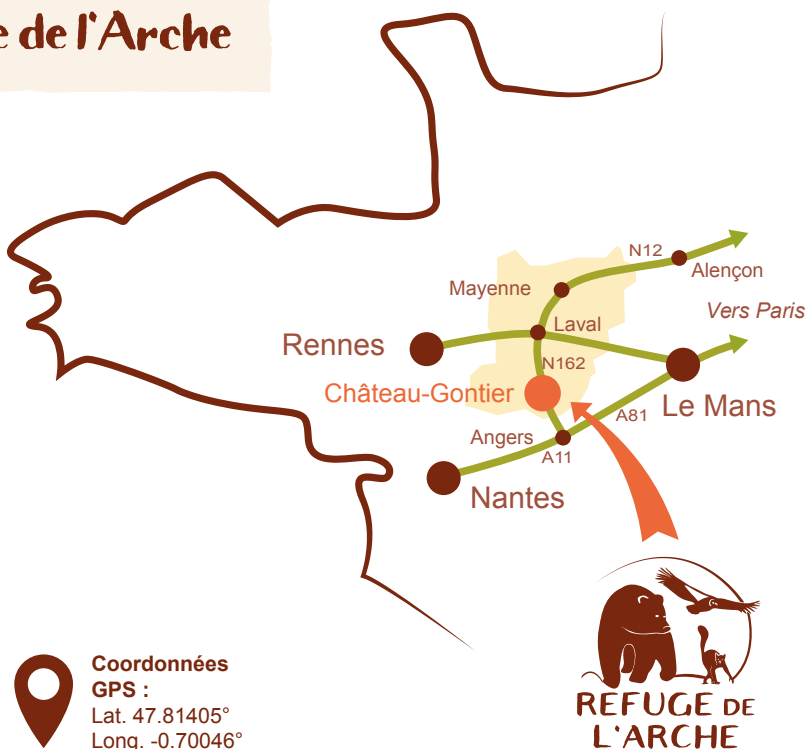 e de l'Arche
N12
Alençon
Mayenne
Vers Paris
Laval
Rennes
N162
Château-Gontier
Le Mans
A81
Angers
A11
Nantes
Coordonnées
GPS :
Lat. 47.81405°
Long. -0.70046°
REFUGE DE
L'ARCHE